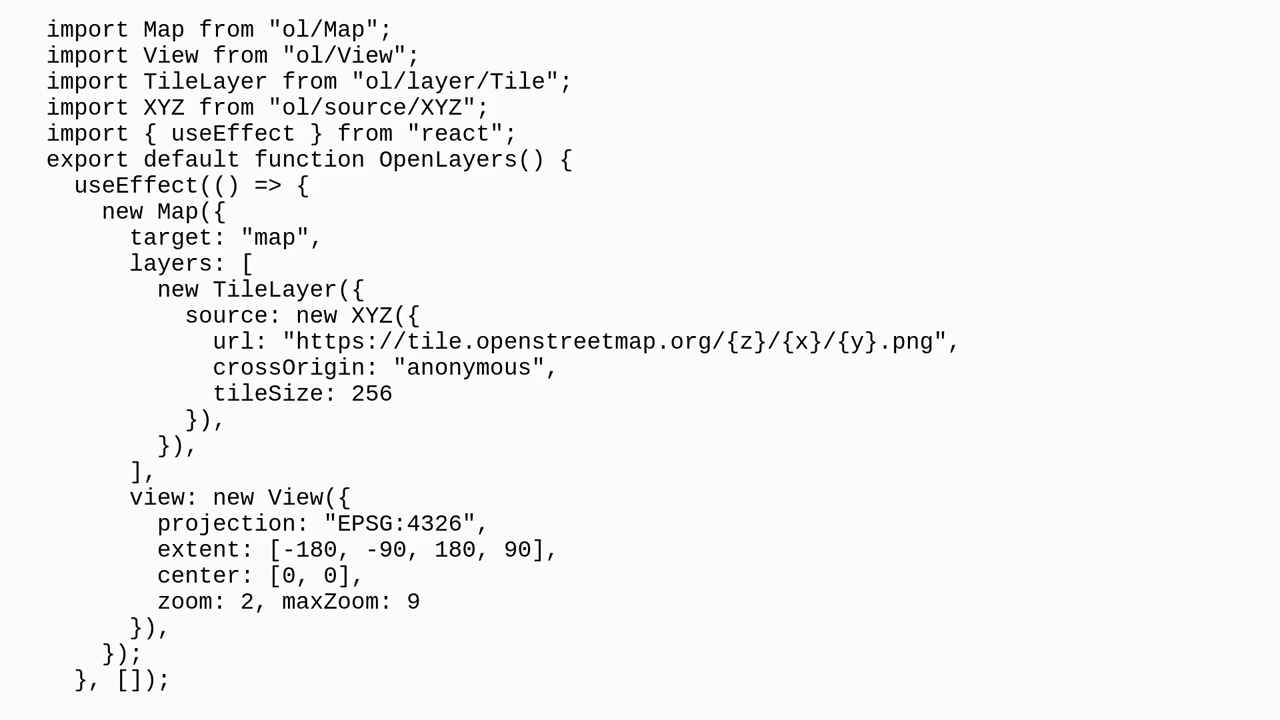 import Map from "ol/Map";
import View from "ol/View";
import TileLayer from "ol/layer/Tile";
import XYZ from "ol/source/XYZ";
import { useEffect } from "react";
export default function OpenLayers() {
  useEffect(() => {
    new Map({
      target: "map",
      layers: [
        new TileLayer({
          source: new XYZ({
            url: "https://tile.openstreetmap.org/{z}/{x}/{y}.png",
            crossOrigin: "anonymous",
            tileSize: 256
          }),
        }),
      ],
      view: new View({
        projection: "EPSG:4326",
        extent: [-180, -90, 180, 90],
        center: [0, 0],
        zoom: 2, maxZoom: 9
      }),
    });
  }, []);